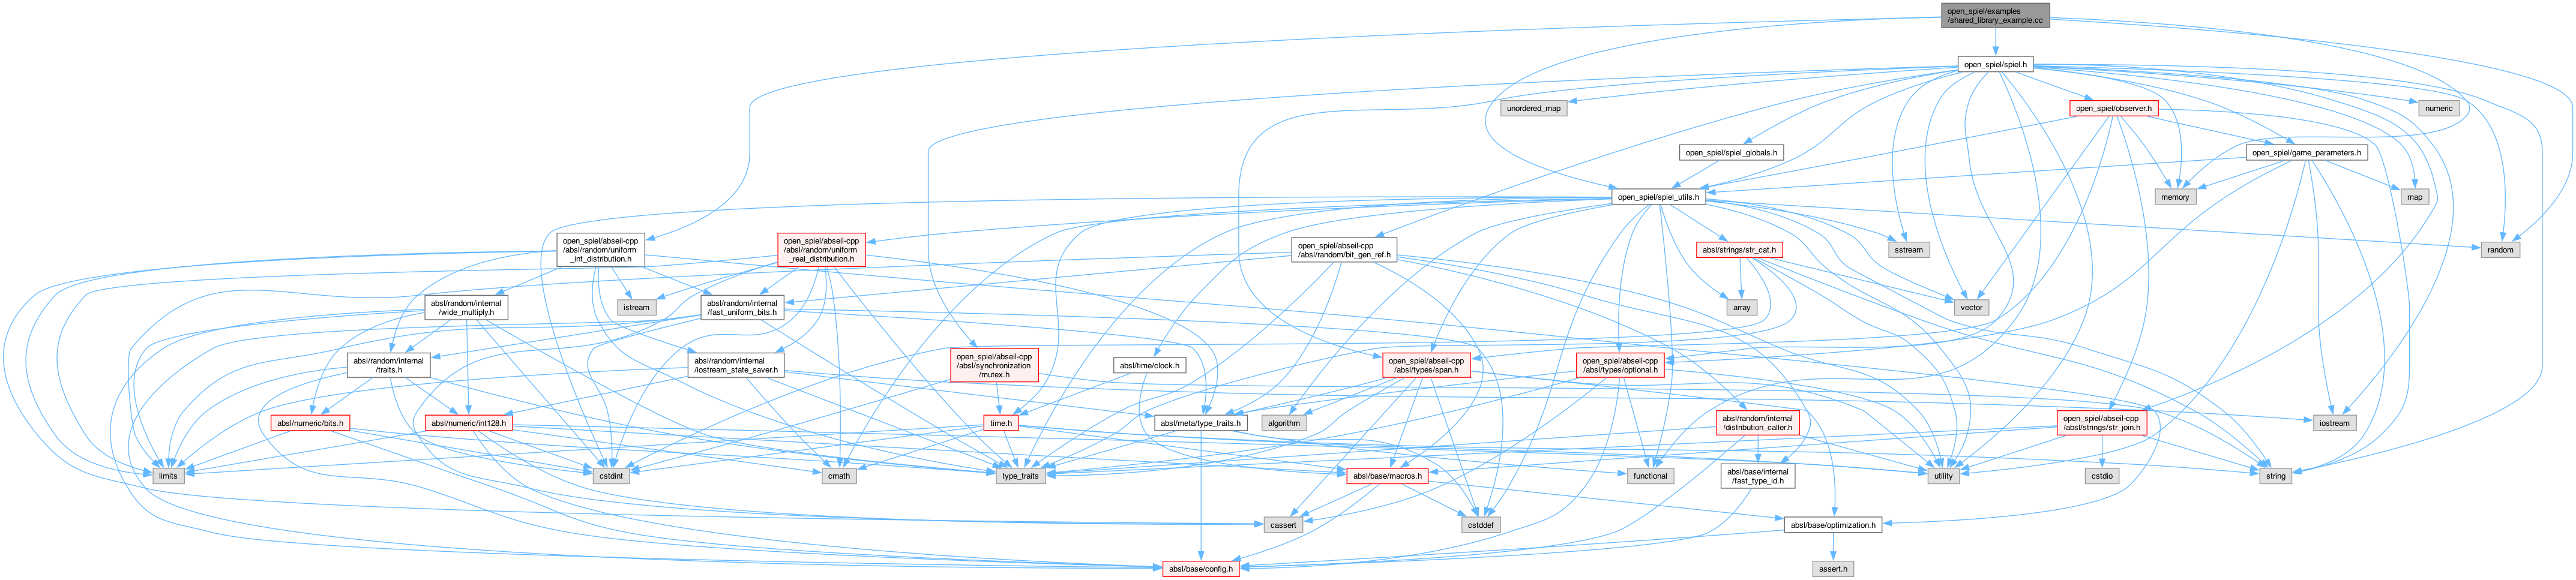 open_spiel/examples
/shared_library_example.cc
open_spiel/spiel.h
unordered_map
open_spiel/observer.h
numeric
open_spiel/spiel_globals.h
open_spiel/game_parameters.h
open_spiel/spiel_utils.h
memory
map
open_spiel/abseil-cpp
/absl/random/uniform
_int_distribution.h
open_spiel/abseil-cpp
/absl/random/uniform
_real_distribution.h
open_spiel/abseil-cpp
/absl/random/bit_gen_ref.h
absl/strings/str_cat.h
sstream
random
absl/random/internal
/wide_multiply.h
istream
absl/random/internal
/fast_uniform_bits.h
array
vector
absl/random/internal
/traits.h
absl/random/internal
/iostream_state_saver.h
open_spiel/abseil-cpp
/absl/synchronization
/mutex.h
absl/time/clock.h
open_spiel/abseil-cpp
/absl/types/span.h
open_spiel/abseil-cpp
/absl/types/optional.h
absl/numeric/bits.h
absl/numeric/int128.h
time.h
absl/meta/type_traits.h
algorithm
absl/random/internal
/distribution_caller.h
open_spiel/abseil-cpp
/absl/strings/str_join.h
iostream
limits
cstdint
cmath
type_traits
absl/base/macros.h
functional
absl/base/internal
/fast_type_id.h
utility
cstdio
string
cassert
cstddef
absl/base/optimization.h
absl/base/config.h
assert.h